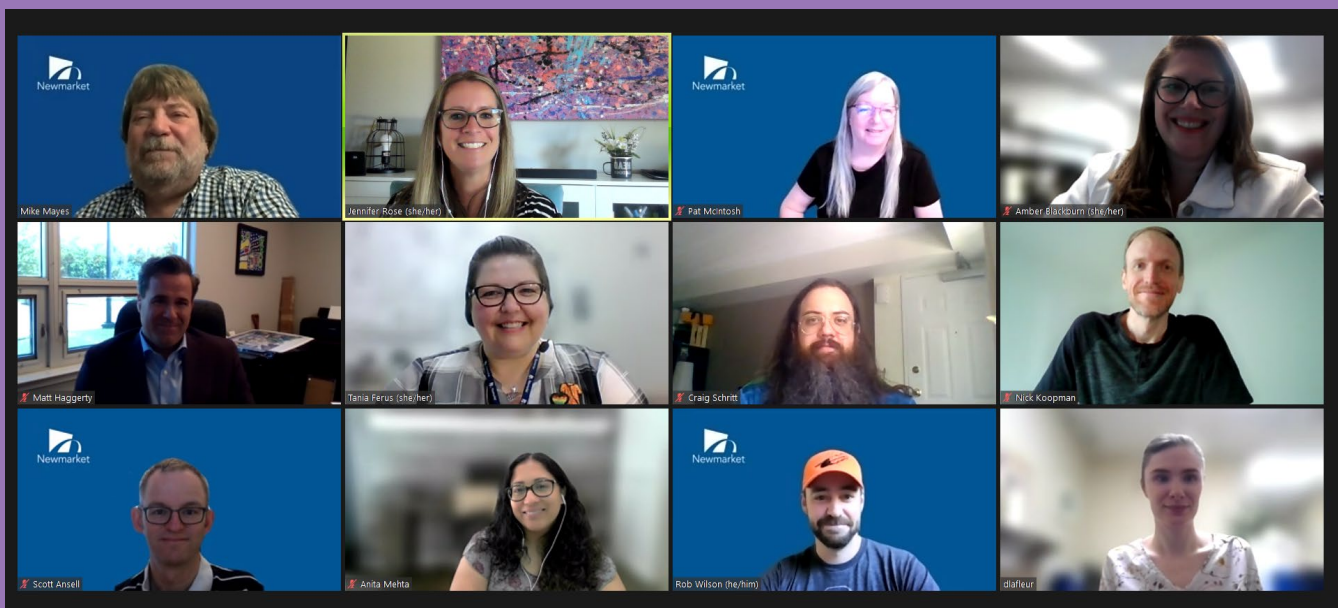 Newmarket
Mike Mayes
Jennifer Rose (she/her)
Newmarket
Pat McIntosh
Amber Blackburn (she/her)
Matt Haggerty
Tania Ferus (she/her)
Craig Schritt
Nick Koopman
Newmarket
Scott Ansell
Anita Mehta
Newmarket
Rob Wilson (he/him)
dlafleur